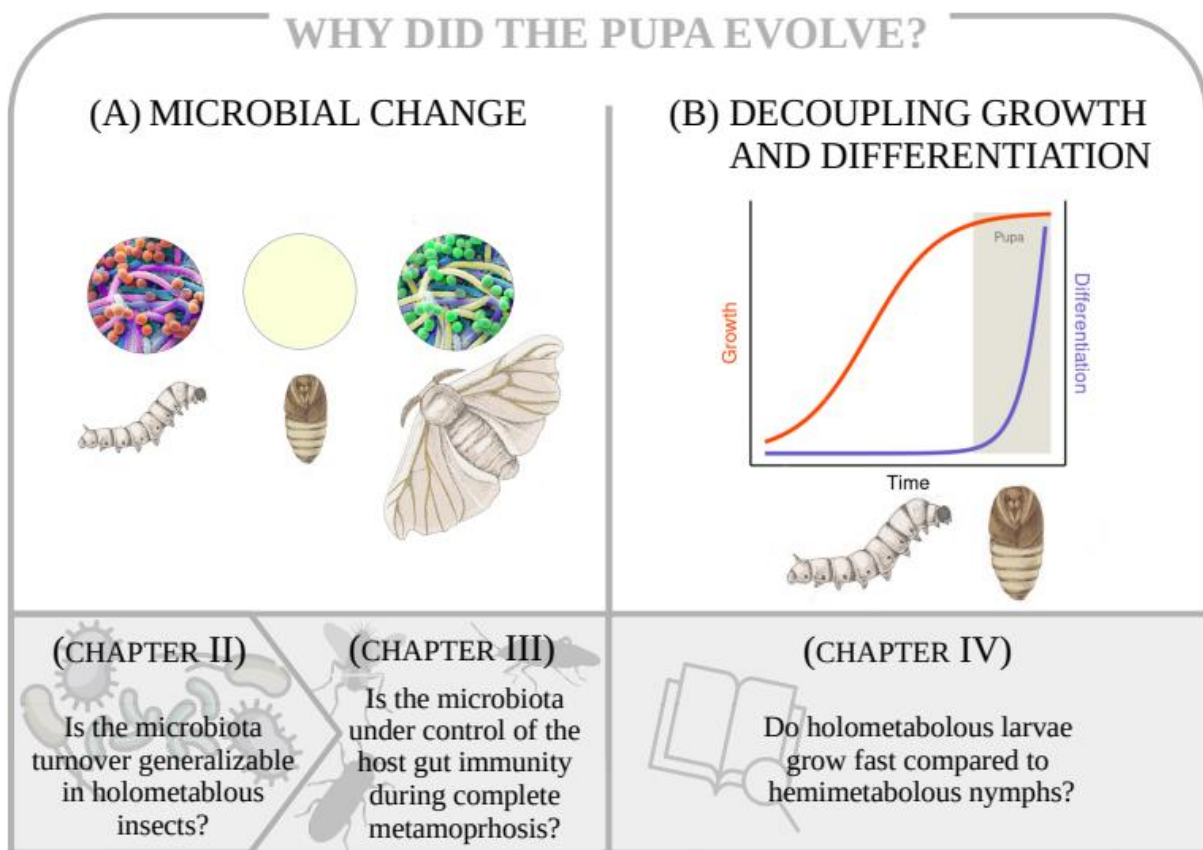 WHY DID THE PUPA EVOLVE?
(A) MICROBIAL CHANGE
(B) DECOUPLING GROWTH
AND DIFFERENTIATION
Growth
Pupa
Differentiation
Time
(CHAPTER II)
Is the microbiota
turnover generalizable
in holometablous
insects?
(CHAPTER III)
Is the microbiota
under control of the
host gut immunity
during complete
metamoprhosis?
(CHAPTER IV)
Do holometabolous larvae
grow fast compared to
hemimetabolous nymphs?